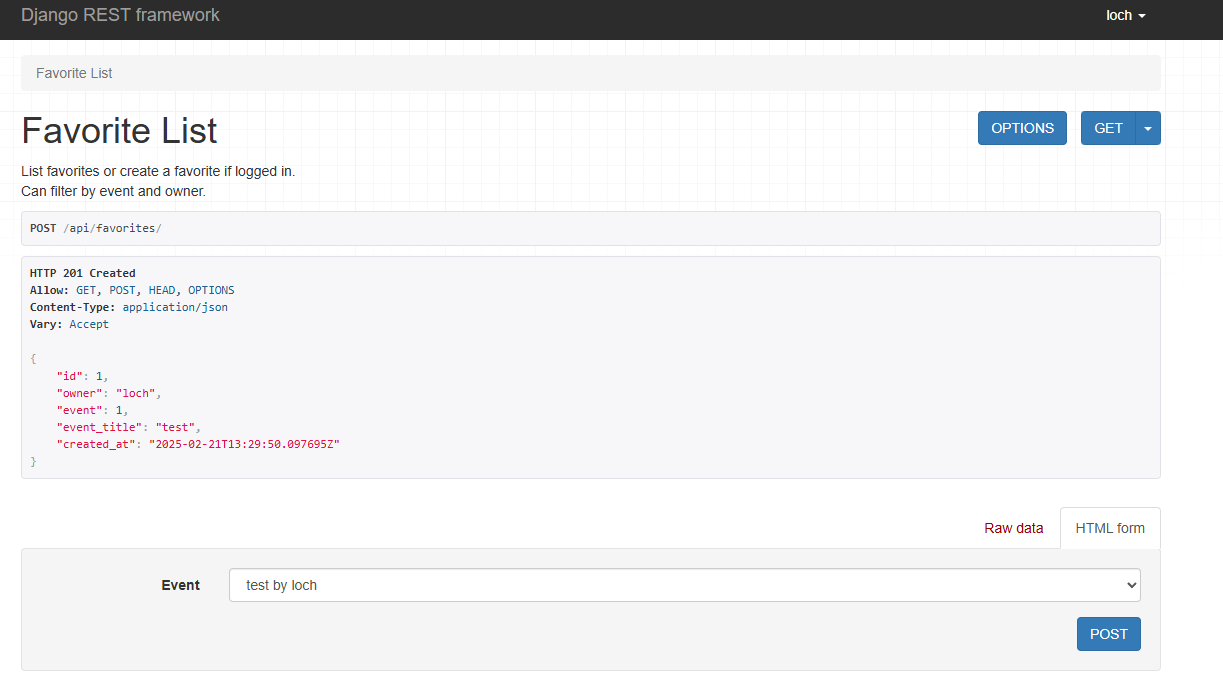 Django REST framework
loch
Favorite List
Favorite List
OPTIONS
GET
List favorites or create a favorite if logged in.
Can filter by event and owner.
POST /api/favorites/
HTTP 201 Created
Allow: GET, POST, HEAD, OPTIONS
Content-Type: application/json
Vary: Accept
{
    "id": 1,
    "owner": "loch",
    "event": 1,
    "event_title": "test",
    "created_at": "2025-02-21T13:29:50.097695Z"
}
Raw data
HTML form
Event
test by loch
POST